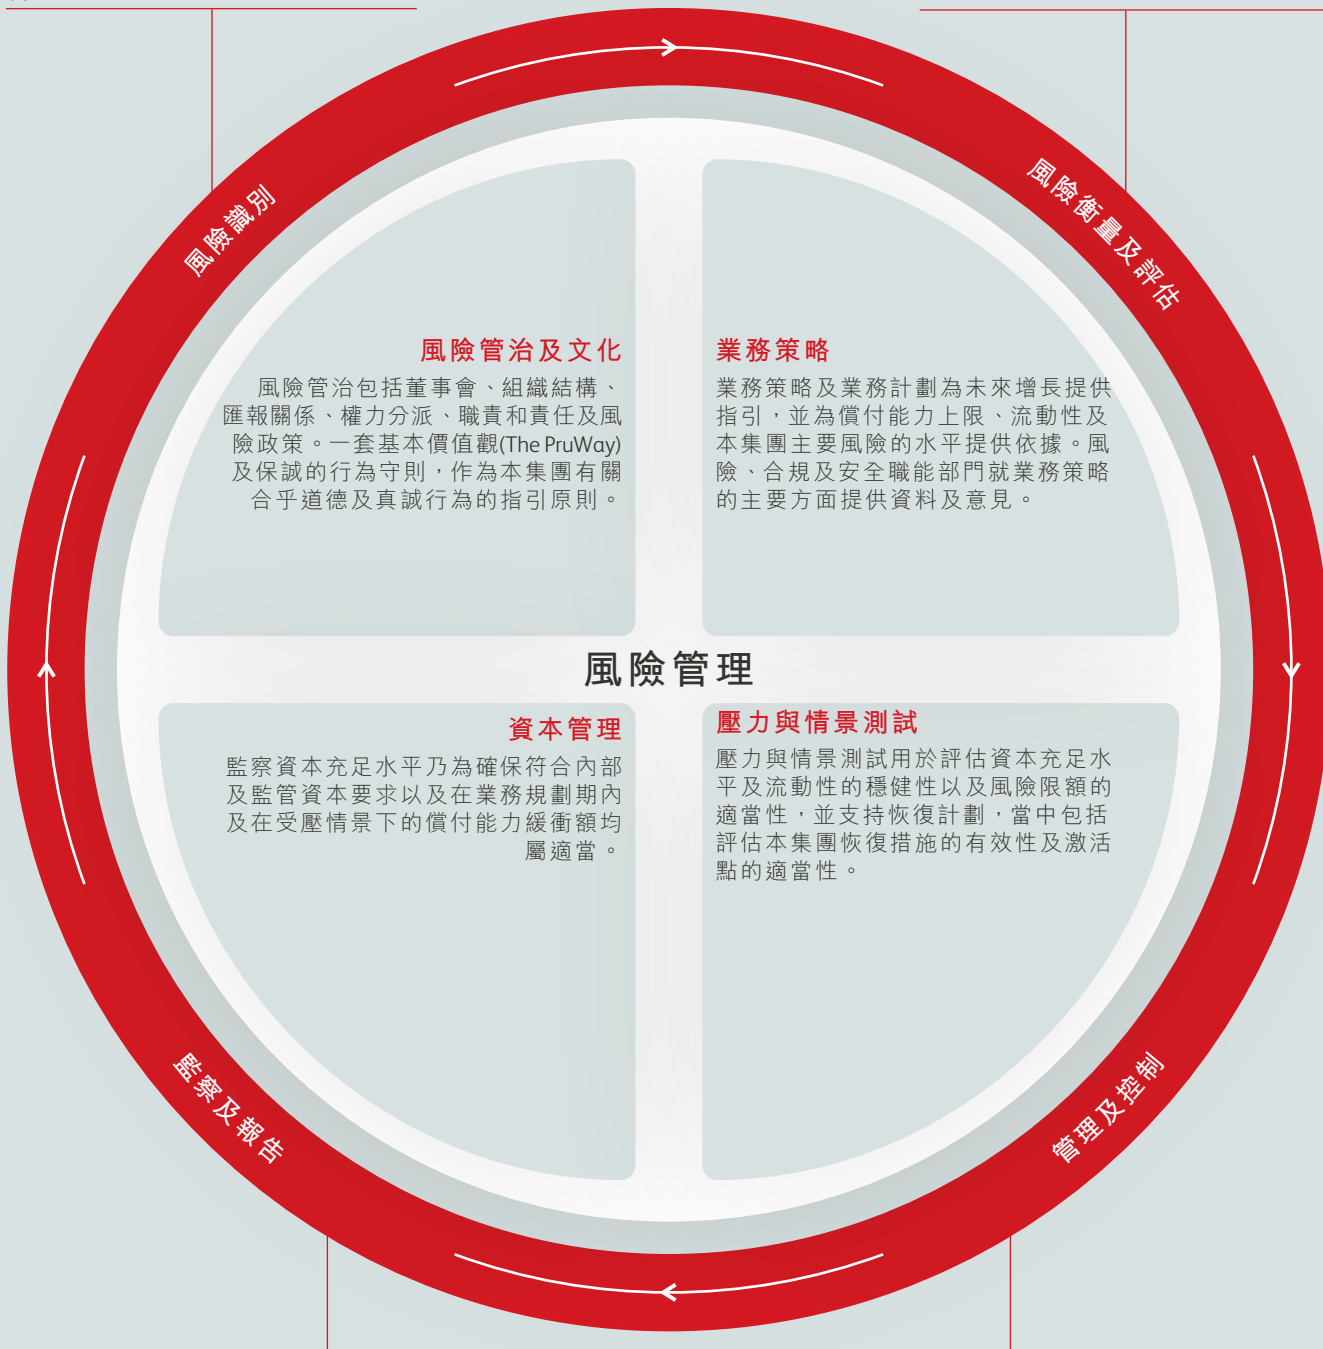 風險識別
風險衡量及評估
風險管治及文化
風險管治包括董事會、組織結構、
匯報關係、權力分派、職責和責任及風
險政策。一套基本價值觀(The PruWay)
及保誠的行為守則，作為本集團有關
合乎道德及真誠行為的指引原則。
業務策略
業務策略及業務計劃為未來增長提供
指引，並為償付能力上限、流動性及
本集團主要風險的水平提供依據。風
險、合規及安全職能部門就業務策略
的主要方面提供資料及意見。
風險管理
資本管理
監察資本充足水平乃為確保符合內部
及監管資本要求以及在業務規劃期內
及在受壓情景下的償付能力緩衝額均
屬適當。
壓力與情景測試
壓力與情景測試用於評估資本充足水
平及流動性的穩健性以及風險限額的
適當性，並支持恢復計劃，當中包括
評估本集團恢復措施的有效性及激活
點的適當性。
監察及報告
管理及控制